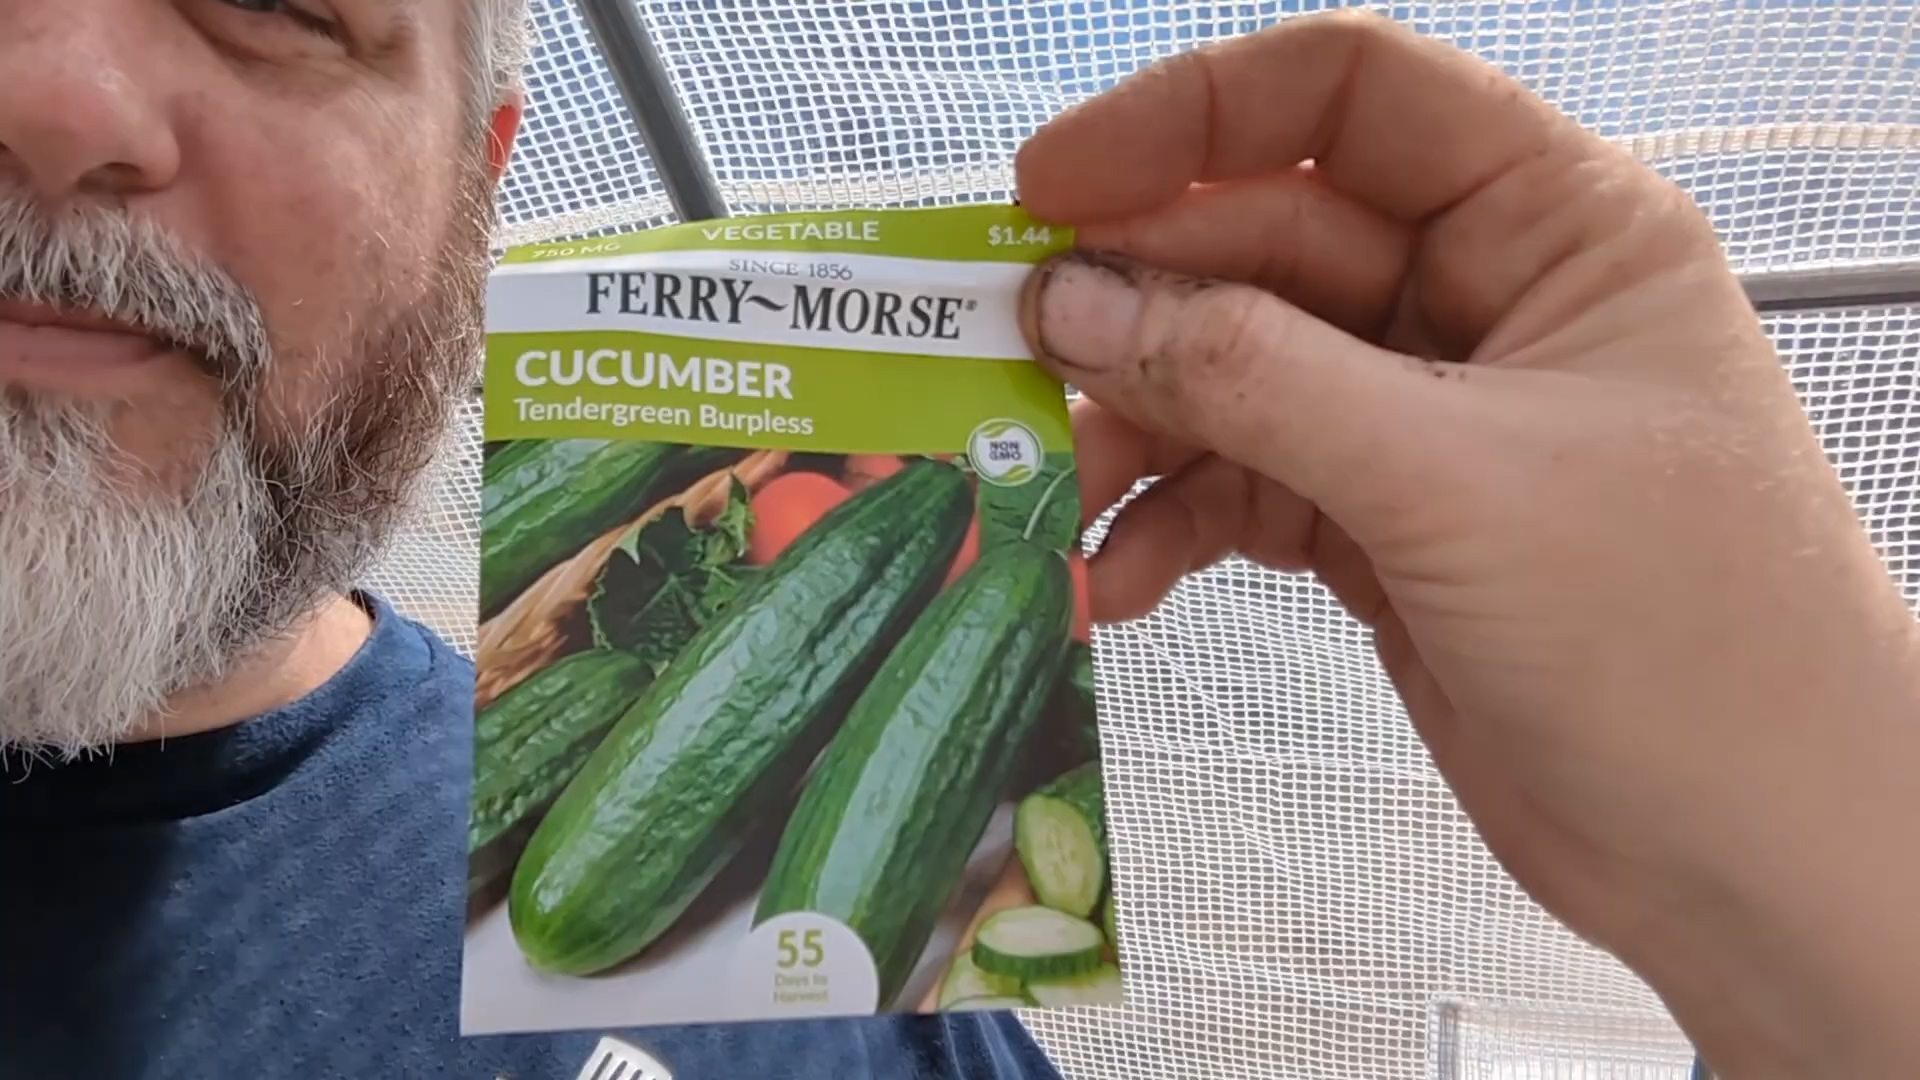 VEGETABLE
$1.44
750 MG
SINCE 1856
FERRY~MORSE®
CUCUMBER
Tendergreen Burpless
NON
GMO
55
Days to
Harvest